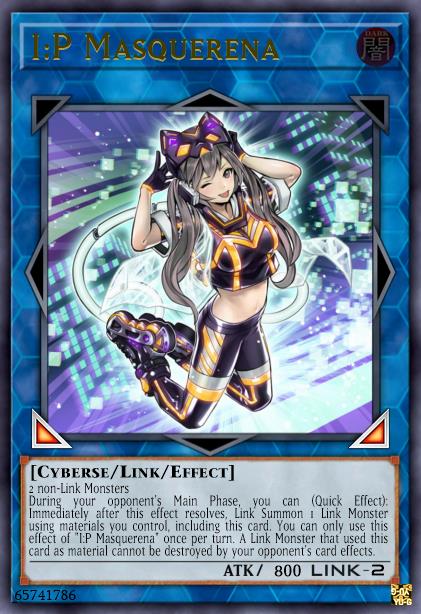 I:P Masquerena
DARK
闇
[Cyberse/Link/Effect]
2 non-Link Monsters
During your opponent's Main Phase, you can (Quick Effect):
Immediately after this effect resolves, Link Summon 1 Link Monster
using materials you control, including this card. You can only use this
effect of "I:P Masquerena" once per turn. A Link Monster that used this
card as material cannot be destroyed by your opponent's card effects.
ATK/ 800 LINK-2
65741786